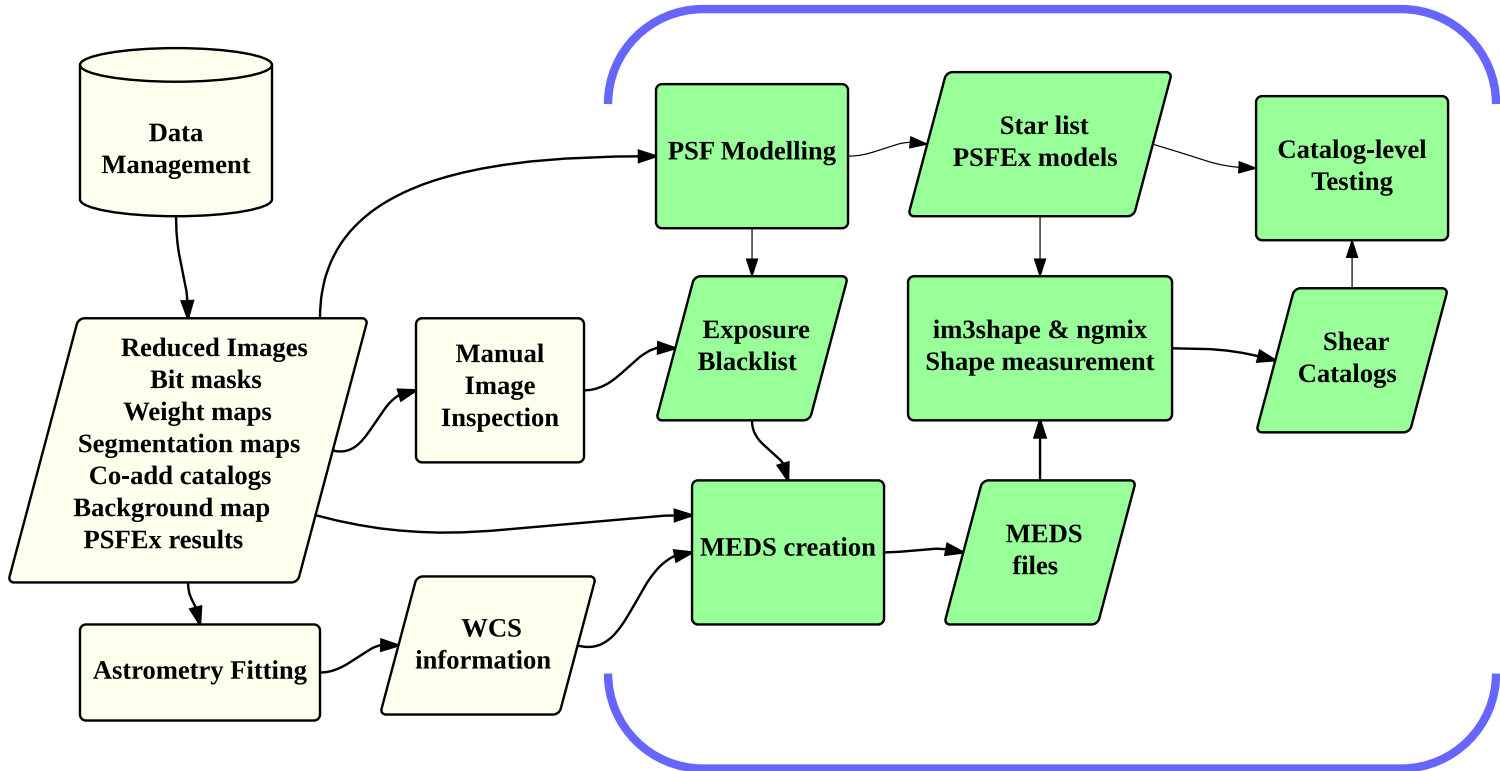 Data
Management
PSF Modelling
Star list
PSFEx models
Catalog-level
Testing
Reduced Images
Bit masks
Weight maps
Segmentation maps
Co-add catalogs
Background map
PSFEx results
Manual
Image
Inspection
Exposure
Blacklist
im3shape & ngmix
Shape measurement
Shear
Catalogs
MEDS creation
MEDS
files
Astrometry Fitting
WCS
information